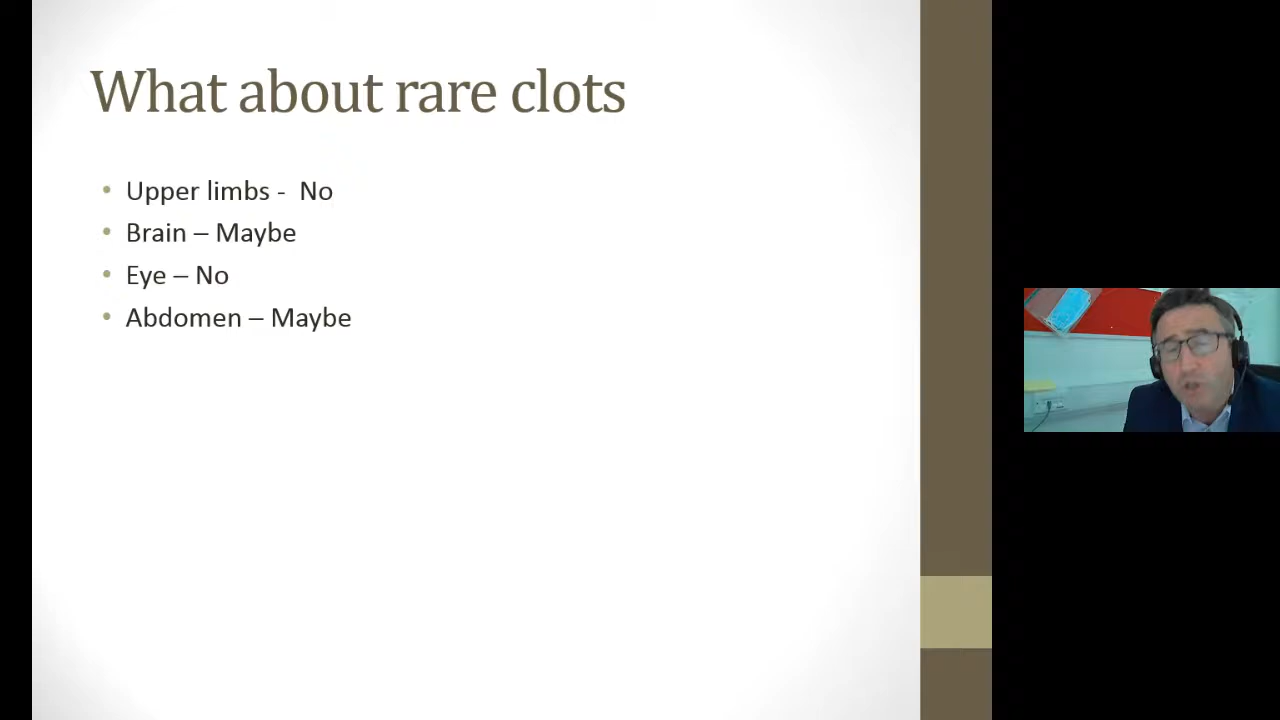 What about rare clots
• Upper limbs -  No
• Brain – Maybe
• Eye – No
• Abdomen – Maybe